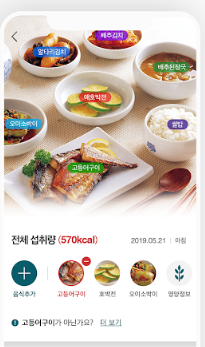 배추김치
알타리김치
배추된장국
애호박전
오이소박이
쌀밥
고등어구이
전체 섭취량 (570kcal)
2019.05.21 | 아침
음식추가 고등어구이 호박전 오이소박이 영양정보
고등어구이가 아닌가요? 더 보기